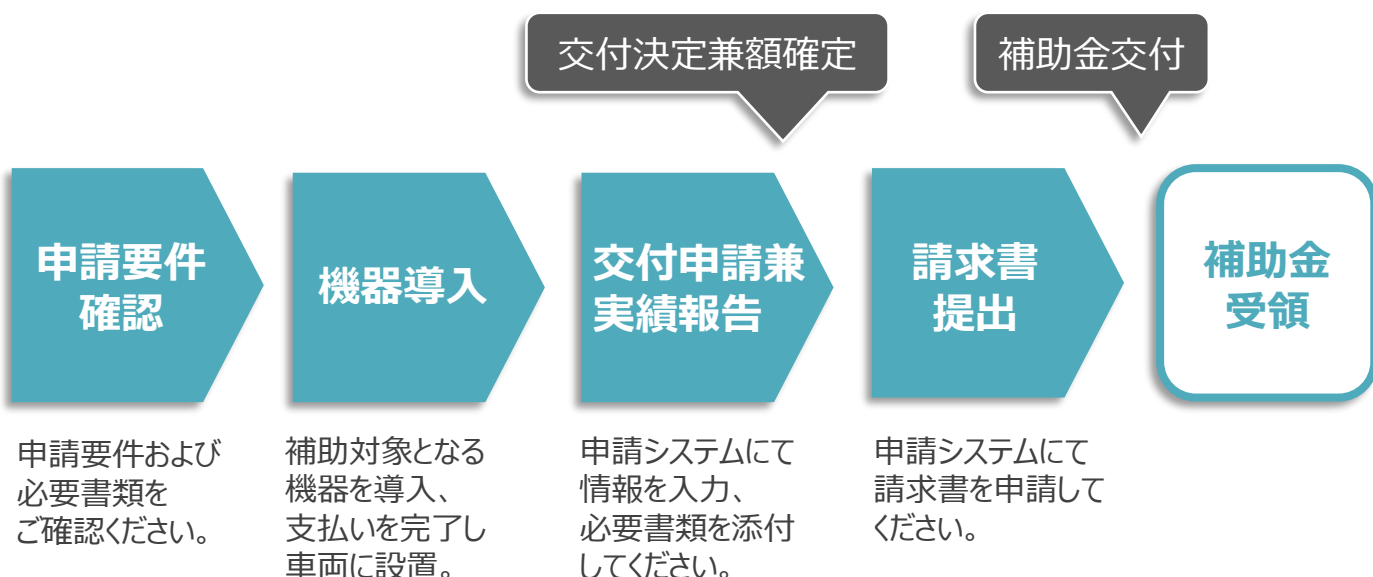 交付決定兼額確定
補助金交付
申請要件
確認
機器導入
交付申請兼
実績報告
請求書
提出
補助金
受領
申請要件および
必要書類を
ご確認ください。
補助対象となる
機器を導入、
支払いを完了し
車両に設置。
申請システムにて
情報を入力、
必要書類を添付
してください。
申請システムにて
請求書を申請して
ください。